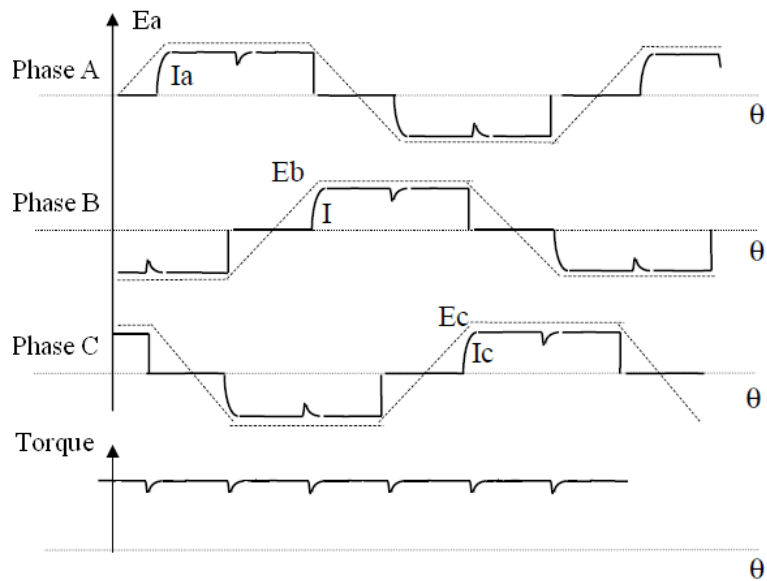 Ea
Phase A
Ia
θ
Eb
Phase B
I
θ
Ec
Phase C
Ic
θ
Torque
θ